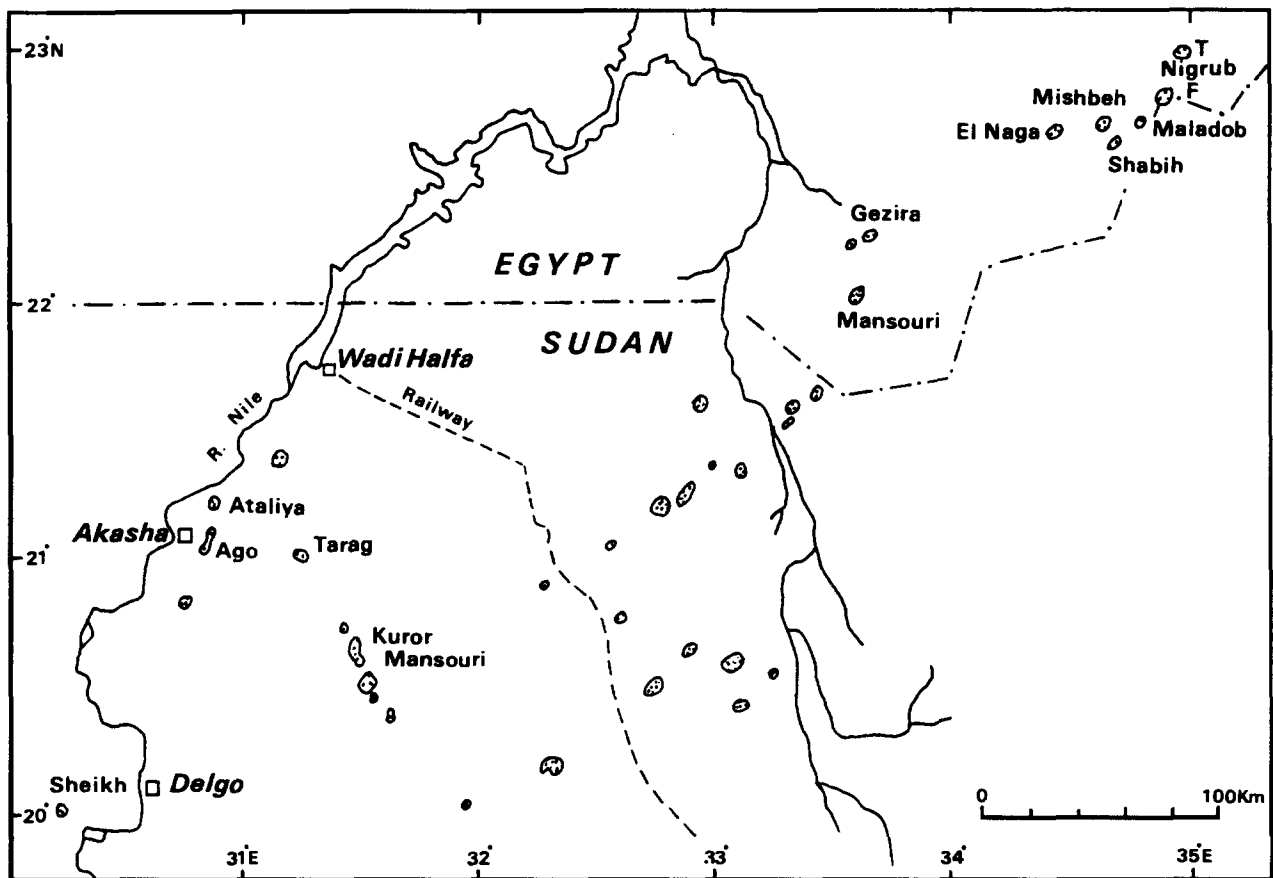 23°N
T
Nigrub
F
Mishbeh
El Naga
Maladob
Shabih
Gezira
EGYPT
22°
Mansouri
SUDAN
Wadi Halfa
Railway
R. Nile
Ataliya
Akasha
Ago
Tarag
21°
Kuror
Mansouri
Sheikh
Delgo
0 100Km
20°
31°E 32° 33° 34° 35°E